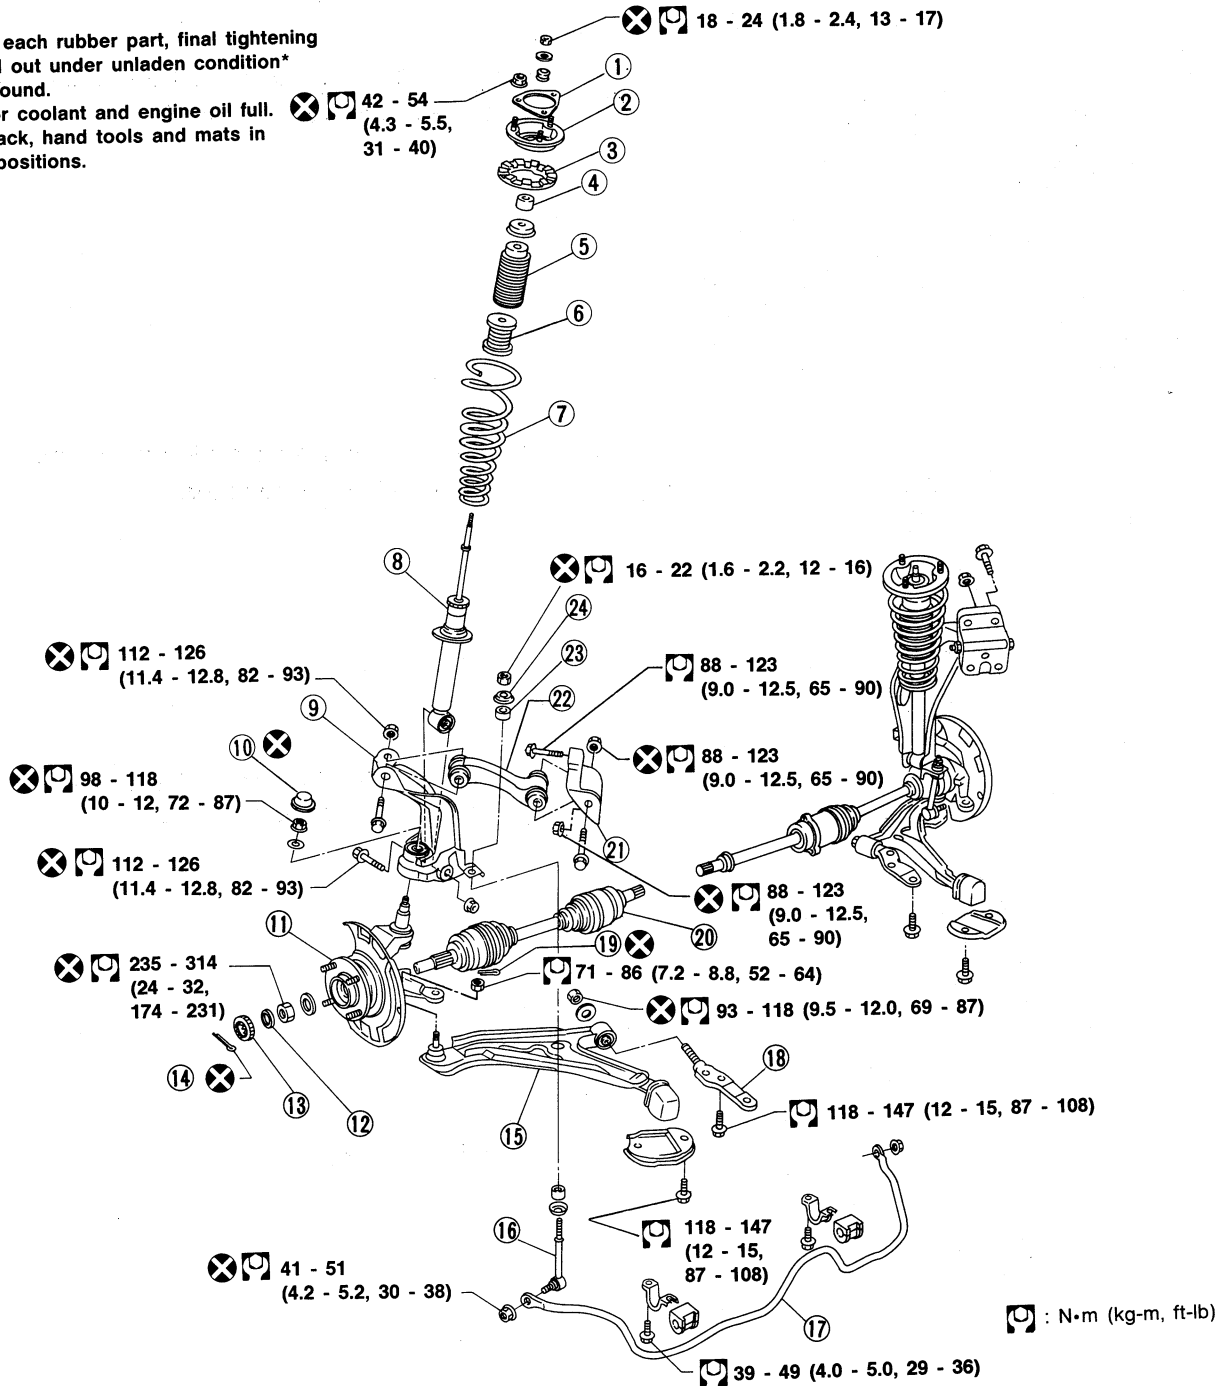 each rubber part, final tightening
out under unladen condition*
ound.
r coolant and engine oil full.
ack, hand tools and mats in
positions.
18 - 24 (1.8 - 2.4, 13 - 17)
42 - 54
(4.3 - 5.5,
31 - 40)
1
2
3
4
5
6
7
8
16 - 22 (1.6 - 2.2, 12 - 16)
24
23
22
112 - 126
(11.4 - 12.8, 82 - 93)
9
88 - 123
(9.0 - 12.5, 65 - 90)
10
88 - 123
(9.0 - 12.5, 65 - 90)
98 - 118
(10 - 12, 72 - 87)
21
112 - 126
(11.4 - 12.8, 82 - 93)
88 - 123
(9.0 - 12.5,
65 - 90)
11
20
19
235 - 314
(24 - 32,
174 - 231)
71 - 86 (7.2 - 8.8, 52 - 64)
93 - 118 (9.5 - 12.0, 69 - 87)
18
14
13
12
15
118 - 147 (12 - 15, 87 - 108)
16
118 - 147
(12 - 15,
87 - 108)
41 - 51
(4.2 - 5.2, 30 - 38)
17
: N•m (kg-m, ft-lb)
39 - 49 (4.0 - 5.0, 29 - 36)